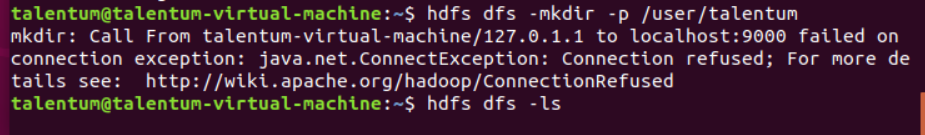 talentum@talentum-virtual-machine:~$ hdfs dfs -mkdir -p /user/talentum
mkdir: Call From talentum-virtual-machine/127.0.1.1 to localhost:9000 failed on
connection exception: java.net.ConnectException: Connection refused; For more de
tails see:  http://wiki.apache.org/hadoop/ConnectionRefused
talentum@talentum-virtual-machine:~$ hdfs dfs -ls